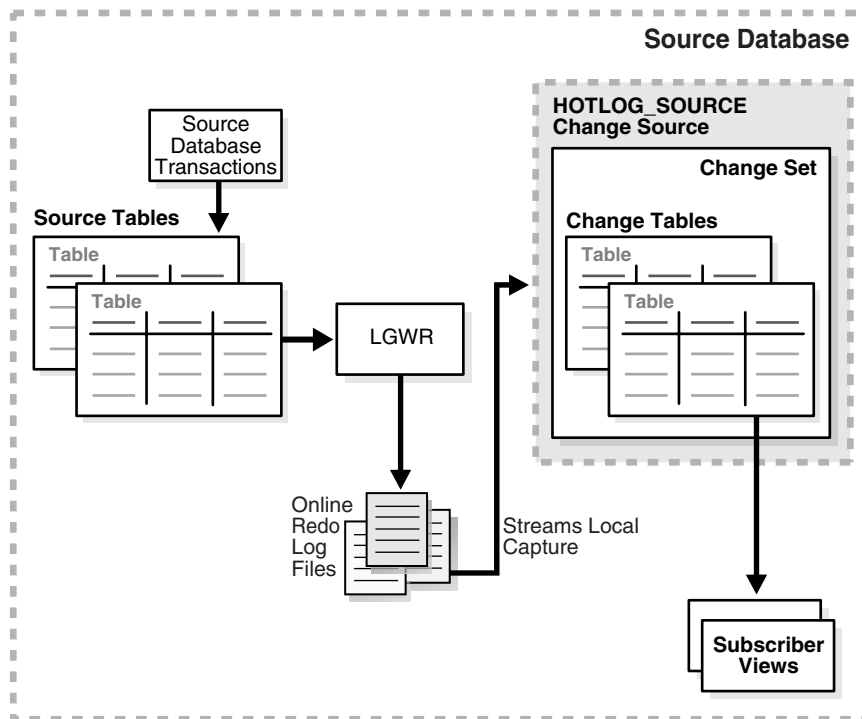 Source Database
HOTLOG_SOURCE
Change Source
Source
Database
Transactions
Change Set
Source Tables
Change Tables
Table
Table
Table
Table
LGWR
Online
Redo
Log
Files
Streams Local
Capture
Subscriber
Views